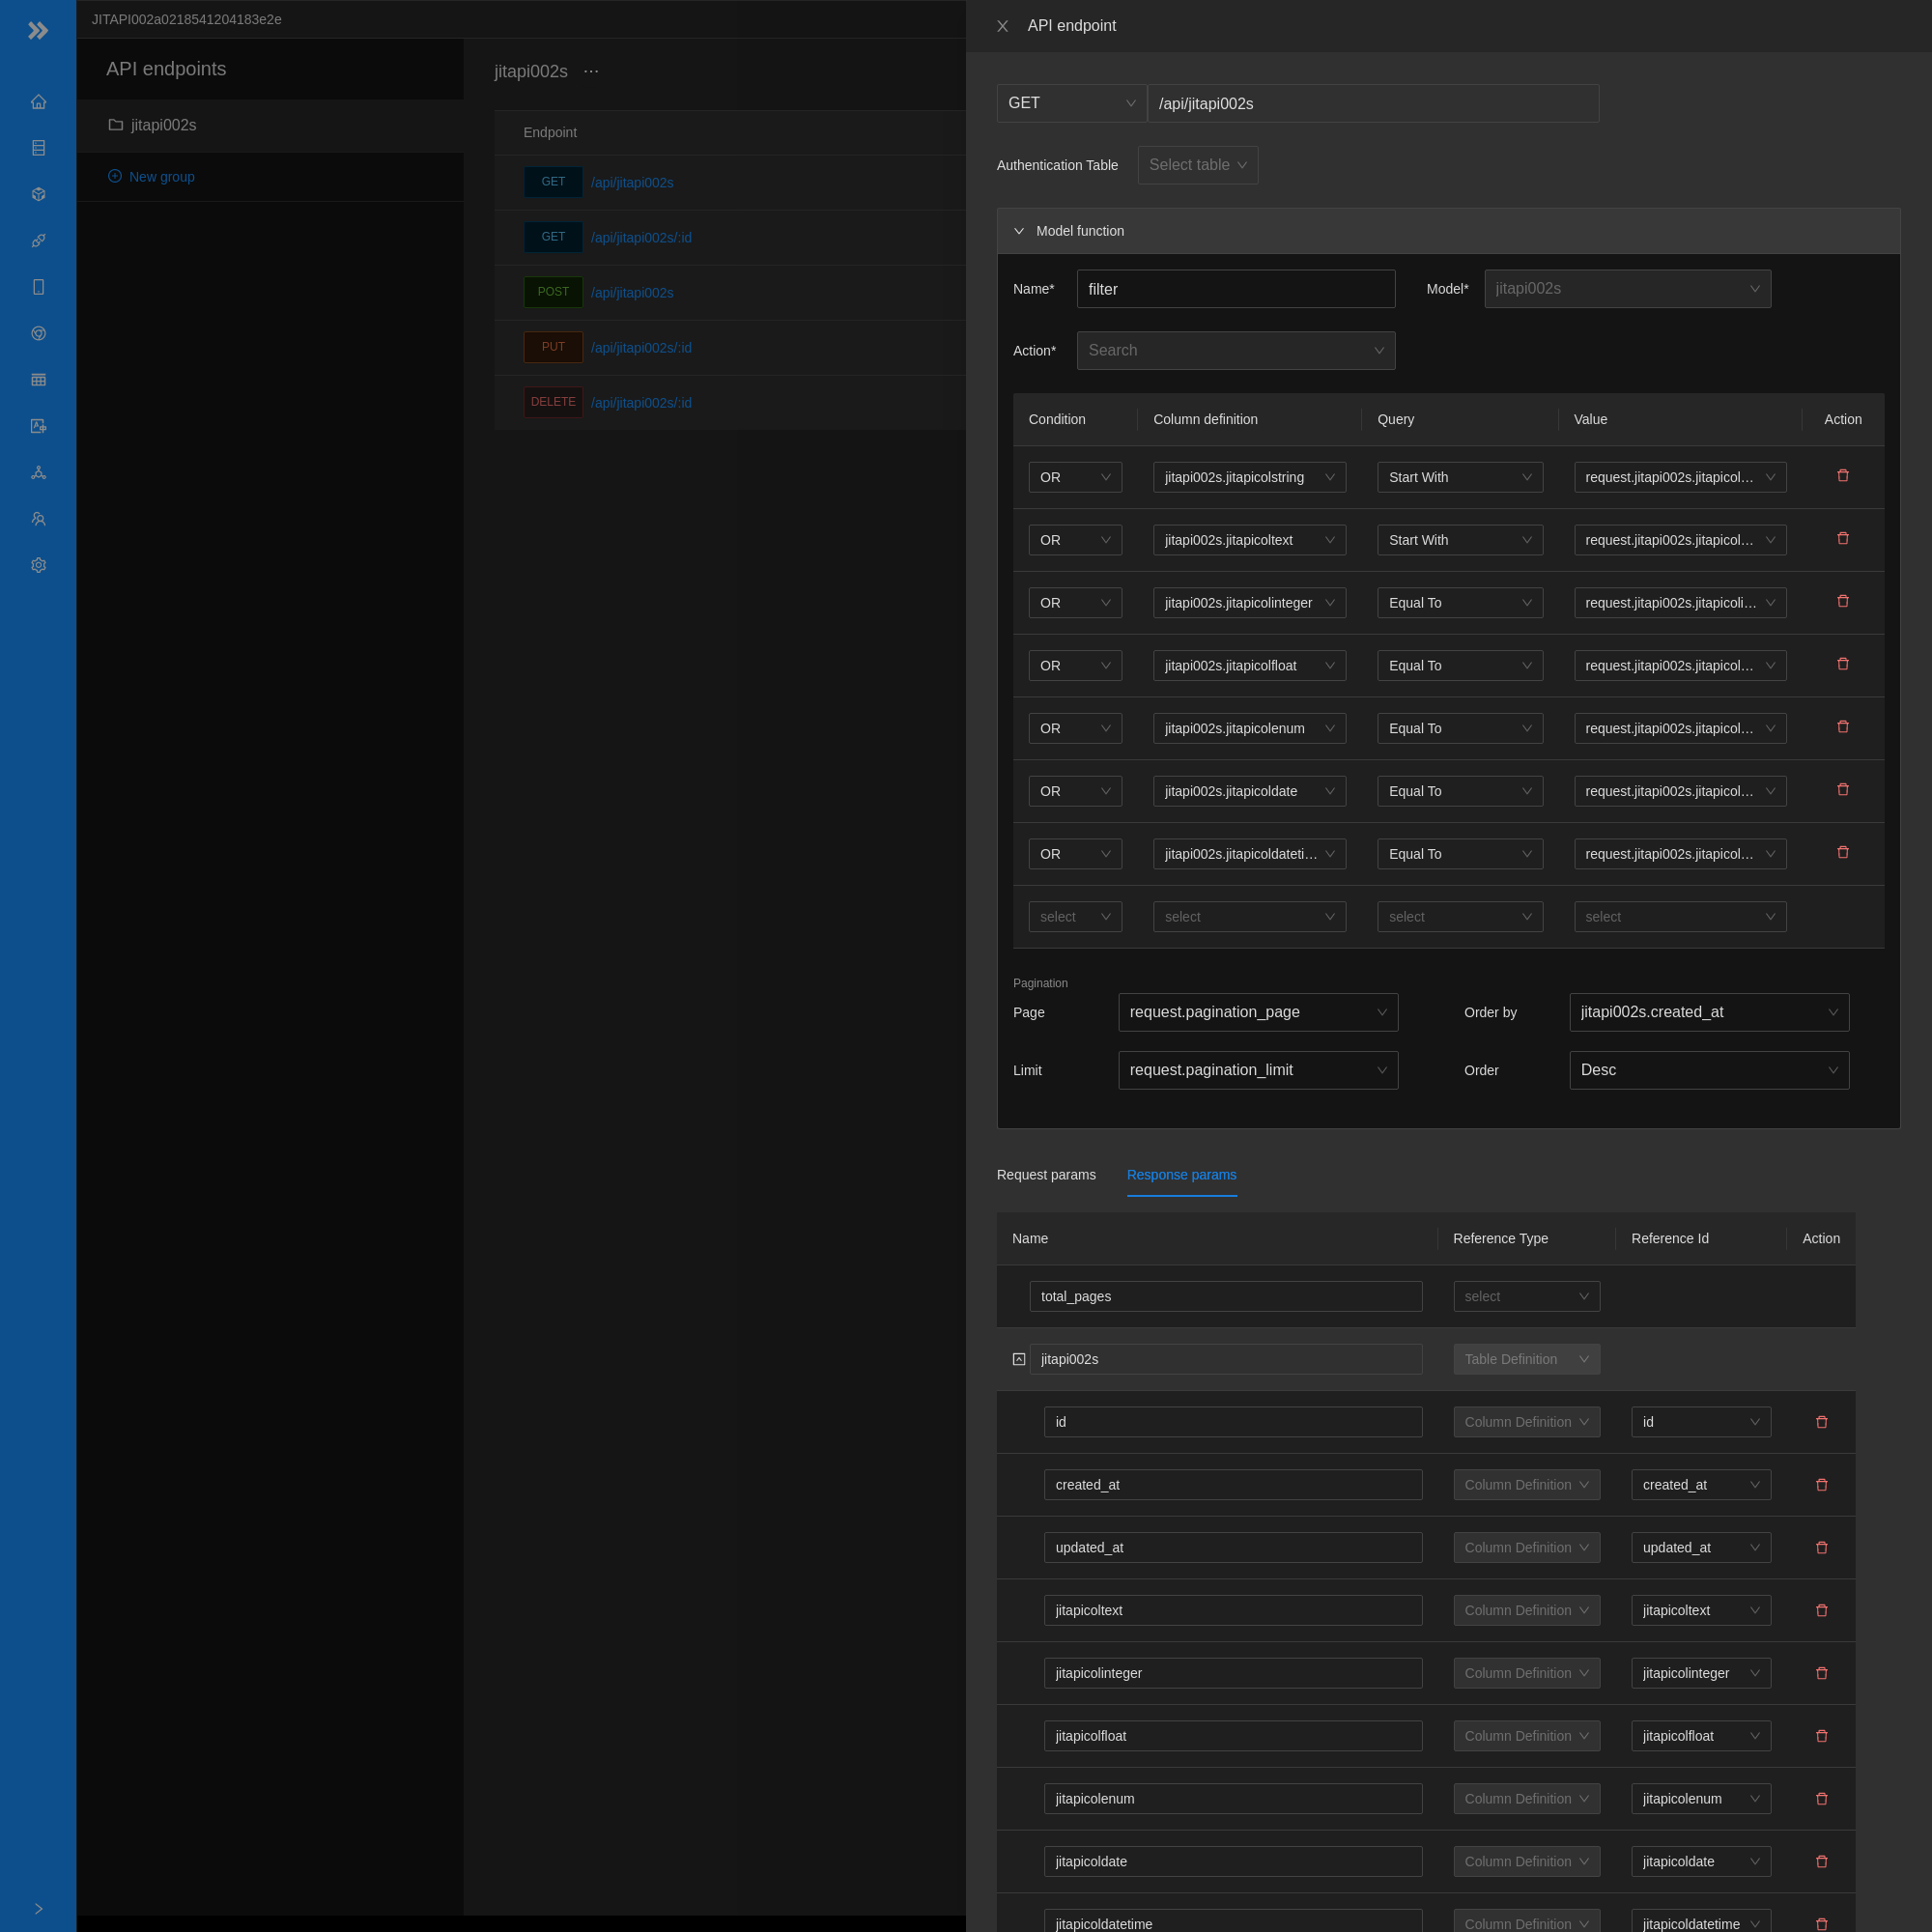 JITAPI002a0218541204183e2e
API endpoints
jitapi002s
New group
jitapi002s ···
Endpoint
GET /api/jitapi002s
GET /api/jitapi002s/:id
POST /api/jitapi002s
PUT /api/jitapi002s/:id
DELETE /api/jitapi002s/:id
API endpoint
GET /api/jitapi002s
Authentication Table Select table
Model function
Name* filter Model* jitapi002s
Action* Search
Condition Column definition Query Value Action
OR jitapi002s.jitapicolstring Start With request.jitapi002s.jitapicol...
OR jitapi002s.jitapicoltext Start With request.jitapi002s.jitapicol...
OR jitapi002s.jitapicolinteger Equal To request.jitapi002s.jitapicoli...
OR jitapi002s.jitapicolfloat Equal To request.jitapi002s.jitapicol...
OR jitapi002s.jitapicolenum Equal To request.jitapi002s.jitapicol...
OR jitapi002s.jitapicoldate Equal To request.jitapi002s.jitapicol...
OR jitapi002s.jitapicoldateti... Equal To request.jitapi002s.jitapicol...
select select select select
Pagination
Page request.pagination_page Order by jitapi002s.created_at
Limit request.pagination_limit Order Desc
Request params Response params
Name Reference Type Reference Id Action
total_pages select
jitapi002s Table Definition
id Column Definition id
created_at Column Definition created_at
updated_at Column Definition updated_at
jitapicoltext Column Definition jitapicoltext
jitapicolinteger Column Definition jitapicolinteger
jitapicolfloat Column Definition jitapicolfloat
jitapicolenum Column Definition jitapicolenum
jitapicoldate Column Definition jitapicoldate
jitapicoldatetime Column Definition jitapicoldatetime